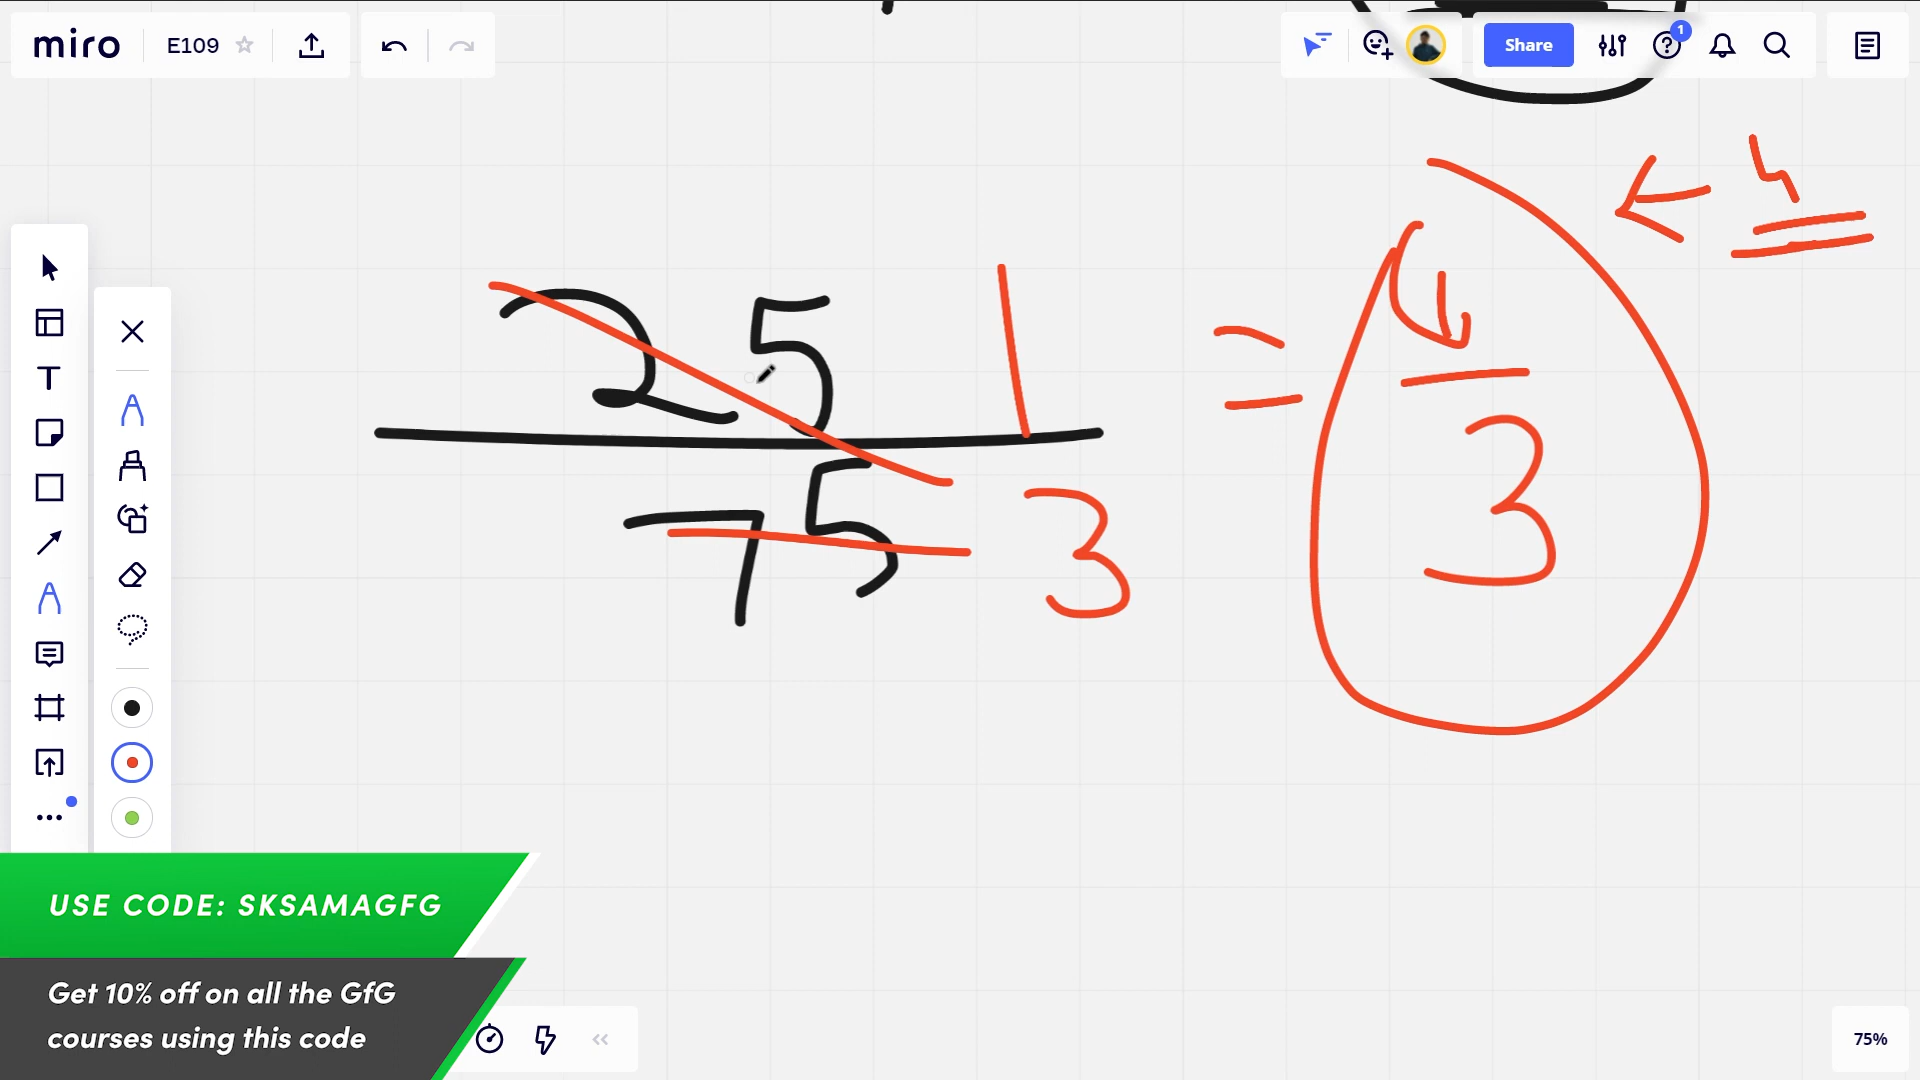 miro E109 Share 1
25 1
75 3
=
3
USE CODE: SKSAMAGFG
Get 10% off on all the GfG
courses using this code
75%